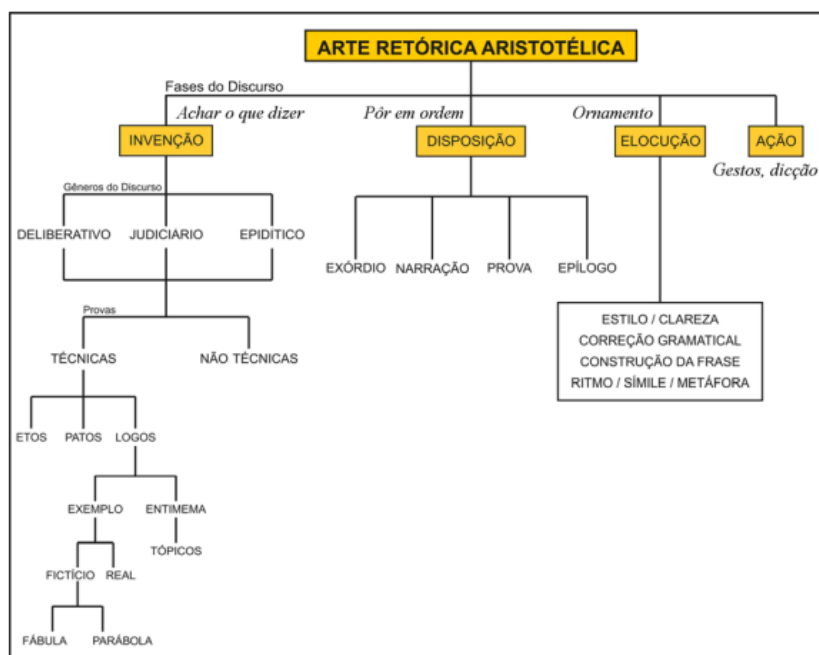 ARTE RETÓRICA ARISTOTÉLICA
Fases do Discurso
Achar o que dizer
Pôr em ordem
Ornamento
INVENÇÃO
DISPOSIÇÃO
ELOCUÇÃO
AÇÃO
Gestos, dicção
Gêneros do Discurso
DELIBERATIVO
JUDICIÁRIO
EPIDITICO
EXÓRDIO
NARRAÇÃO
PROVA
EPÍLOGO
Provas
TÉCNICAS
NÃO TÉCNICAS
ESTILO / CLAREZA
CORREÇÃO GRAMATICAL
CONSTRUÇÃO DA FRASE
RITMO / SÍMILE / METÁFORA
ETOS
PATOS
LOGOS
EXEMPLO
ENTIMEMA
TÓPICOS
FICTÍCIO
REAL
FÁBULA
PARÁBOLA